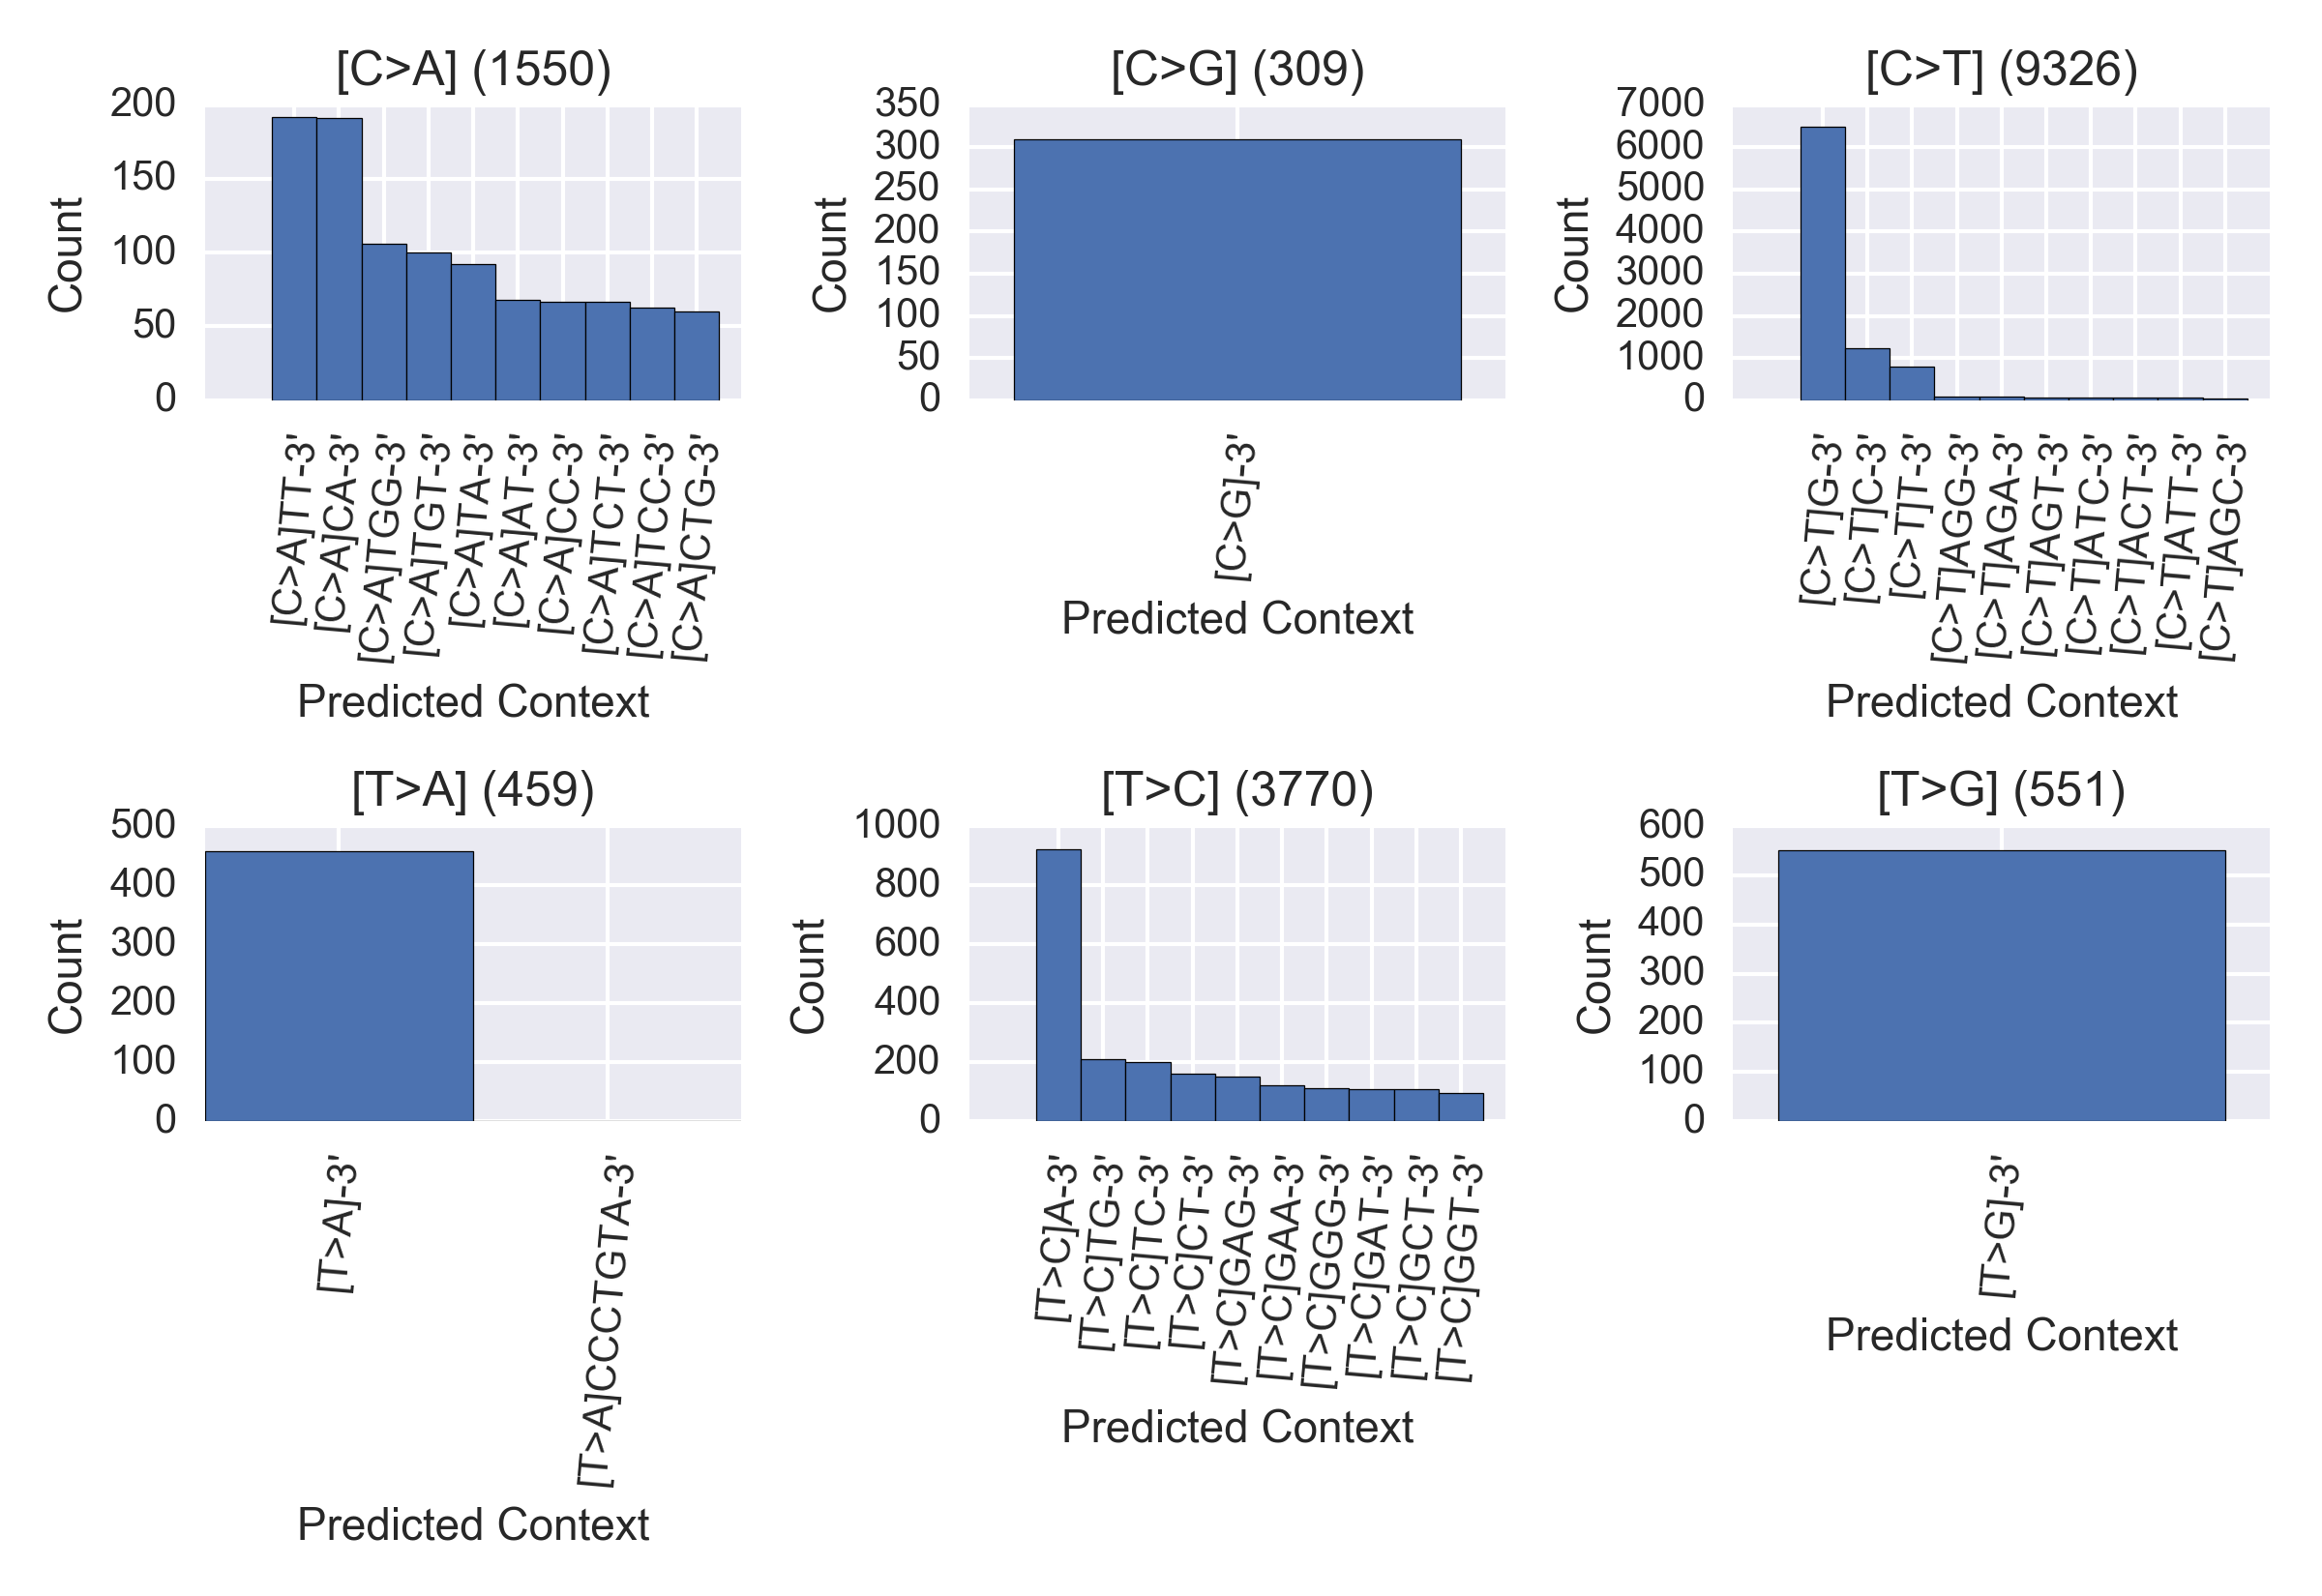 [C>A] (1550)
200
150
100
50
0
Count
[C>A]TT-3'
[C>A]CA-3'
[C>A]TGG-3'
[C>A]TGT-3'
[C>A]TA-3'
[C>A]AT-3'
[C>A]CC-3'
[C>A]TCT-3'
[C>A]TCC-3'
[C>A]CTG-3'
Predicted Context
[C>G] (309)
350
300
250
200
150
100
50
0
Count
[C>G]-3'
Predicted Context
[C>T] (9326)
7000
6000
5000
4000
3000
2000
1000
0
Count
[C>T]G-3'
[C>T]C-3'
[C>T]T-3'
[C>T]AGG-3'
[C>T]AGA-3'
[C>T]AGT-3'
[C>T]ATC-3'
[C>T]ACT-3'
[C>T]ATT-3'
[C>T]AGC-3'
Predicted Context
[T>A] (459)
500
400
300
200
100
0
Count
[T>A]-3'
[T>A]CCCTGTA-3'
Predicted Context
[T>C] (3770)
1000
800
600
400
200
0
Count
[T>C]A-3'
[T>C]TG-3'
[T>C]TC-3'
[T>C]CT-3'
[T>C]GAG-3'
[T>C]GAA-3'
[T>C]GGG-3'
[T>C]GAT-3'
[T>C]GCT-3'
[T>C]GGT-3'
Predicted Context
[T>G] (551)
600
500
400
300
200
100
0
Count
[T>G]-3'
Predicted Context